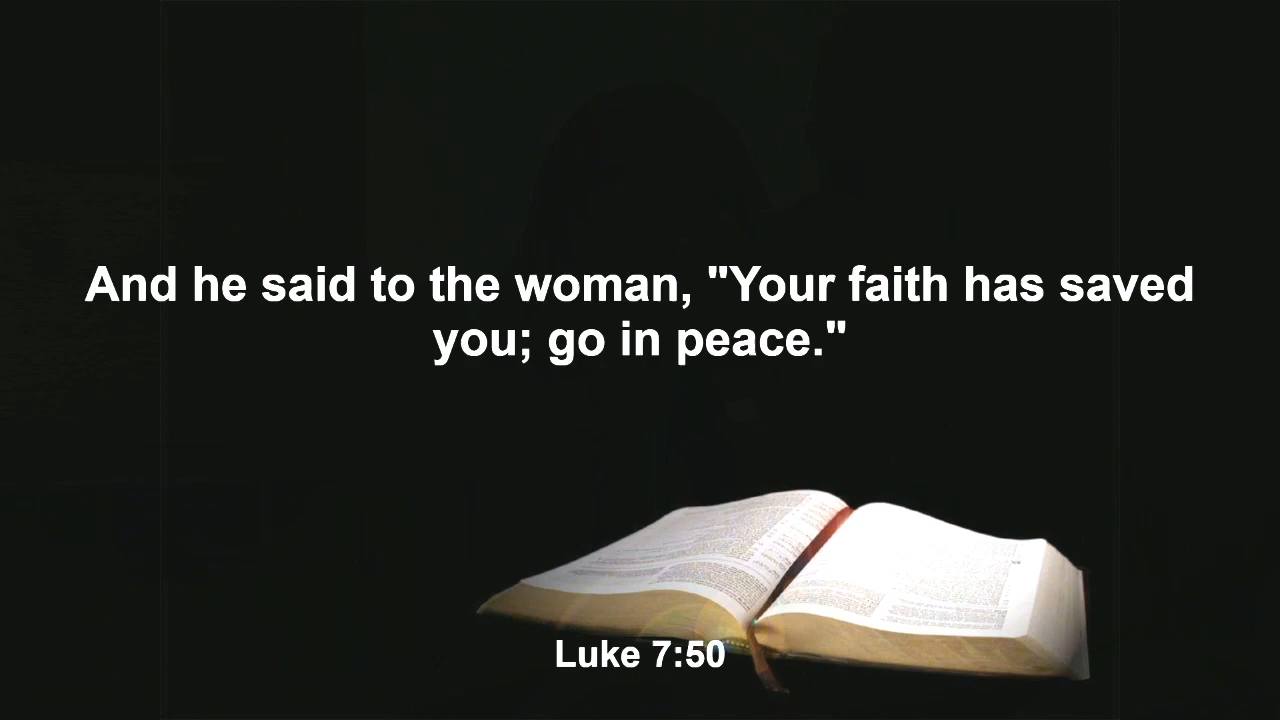 And he said to the woman, "Your faith has saved
you; go in peace."
Luke 7:50